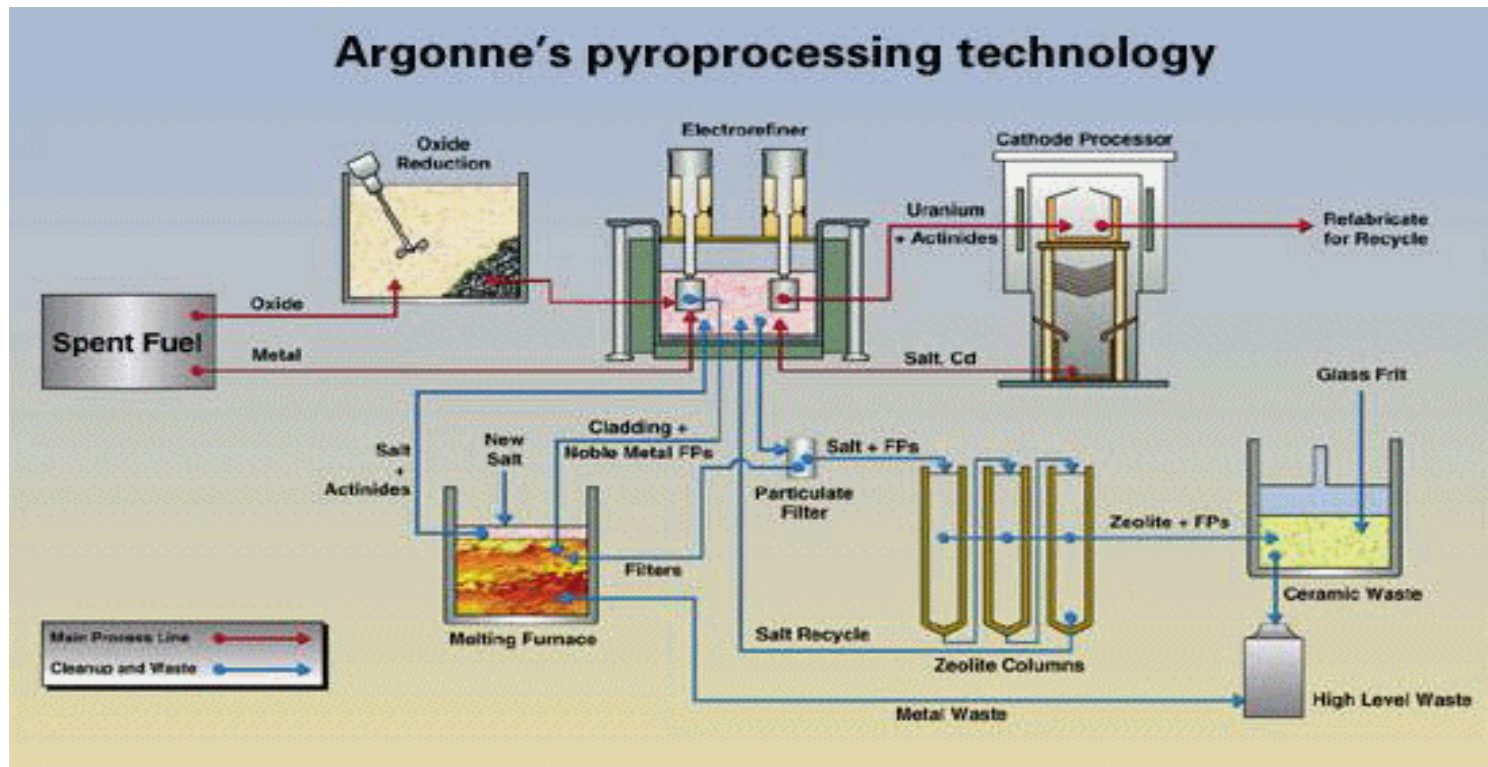 Argonne's pyroprocessing technology
Electrorefiner
Oxide
Reduction
Cathode Processor
Uranium
+ Actinides
Refabricate
for Recycle
Oxide
Spent Fuel
Metal
Salt, Cd
Glass Frit
Cladding +
Noble Metal FPs
New
Salt
Salt
+
Actinides
Salt + FPs
Particulate
Filter
Zeolite + FPs
Filters
Ceramic Waste
Melting Furnace
Salt Recycle
Zeolite Columns
Main Process Line
Cleanup and Waste
Metal Waste
High Level Waste